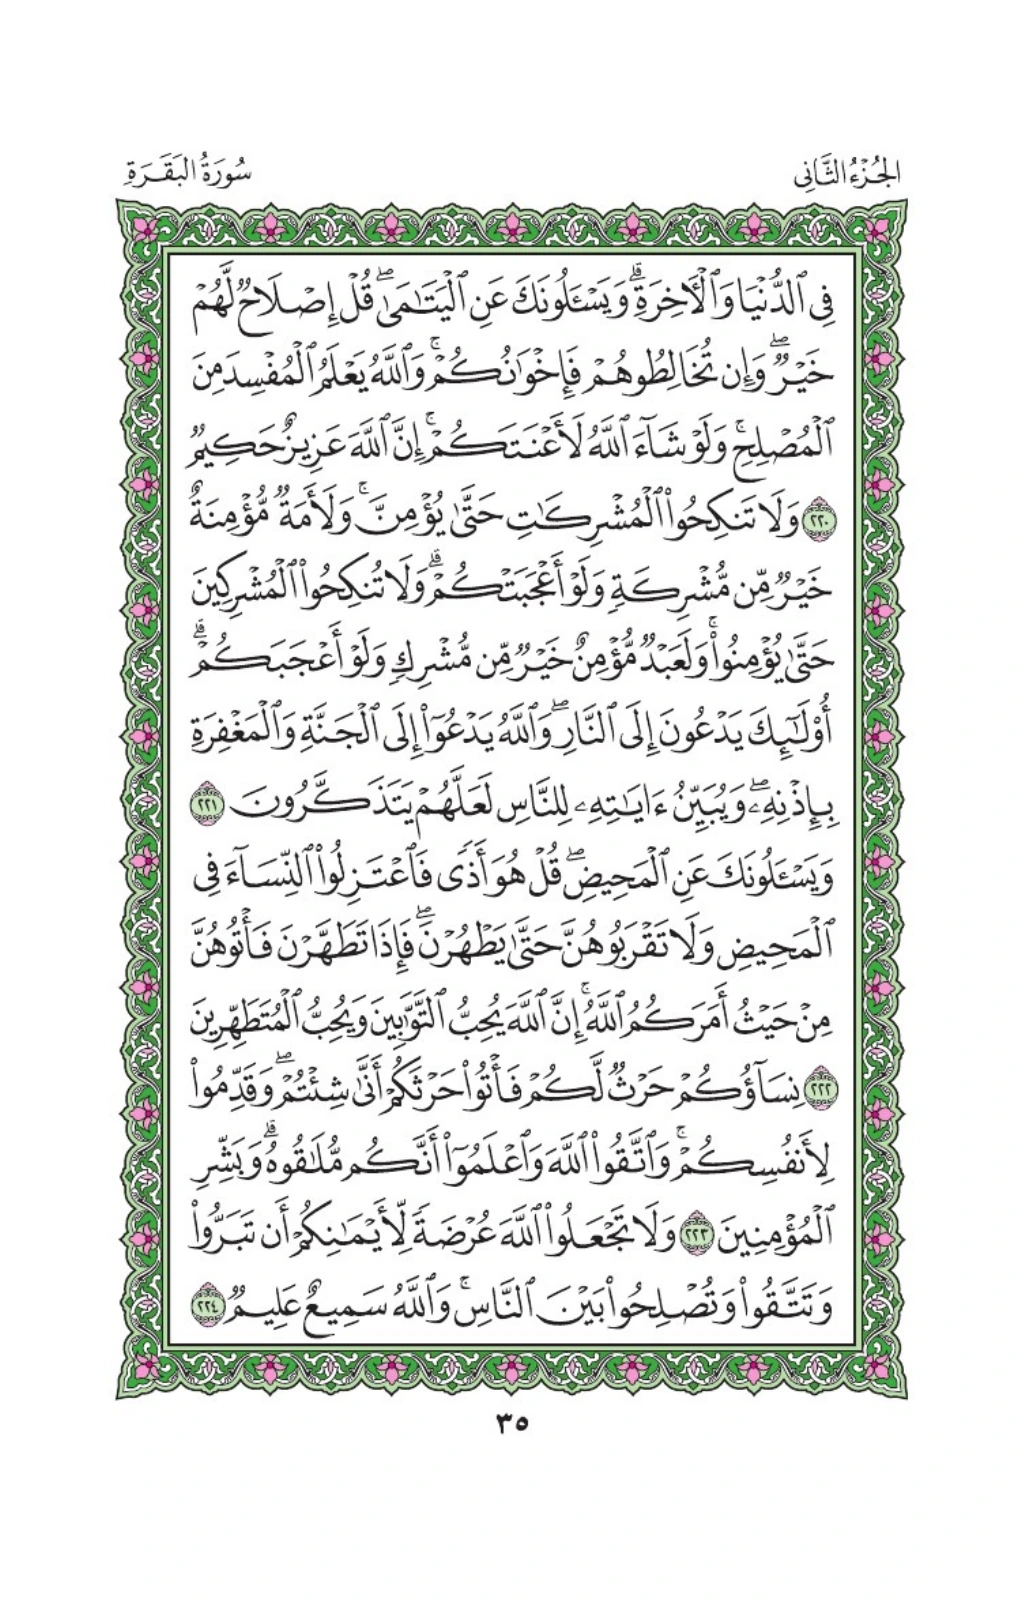 الجُزْءُ الثَّانِي
سُورَةُ البَقَرَةِ
فِي ٱلدُّنْيَا وَٱلْأَخِرَةِۗ وَيَسْـَٔلُونَكَ عَنِ ٱلْيَتَـٰمَىٰۖ قُلْ إِصْلَاحٌ لَّهُمْ
خَيْرٌۖ وَإِن تُخَالِطُوهُمْ فَإِخْوَٰنُكُمْۚ وَٱللَّهُ يَعْلَمُ ٱلْمُفْسِدَ مِنَ
ٱلْمُصْلِحِۚ وَلَوْ شَآءَ ٱللَّهُ لَأَعْنَتَكُمْۚ إِنَّ ٱللَّهَ عَزِيزٌ حَكِيمٌ
٢٢٠ وَلَا تَنكِحُوا۟ ٱلْمُشْرِكَـٰتِ حَتَّىٰ يُؤْمِنَّۚ وَلَأَمَةٌ مُّؤْمِنَةٌ
خَيْرٌ مِّن مُّشْرِكَةٍ وَلَوْ أَعْجَبَتْكُمْۗ وَلَا تُنكِحُوا۟ ٱلْمُشْرِكِينَ
حَتَّىٰ يُؤْمِنُوا۟ۚ وَلَعَبْدٌ مُّؤْمِنٌ خَيْرٌ مِّن مُّشْرِكٍ وَلَوْ أَعْجَبَكُمْۗ
أُو۟لَـٰٓئِكَ يَدْعُونَ إِلَى ٱلنَّارِۖ وَٱللَّهُ يَدْعُوٓا۟ إِلَى ٱلْجَنَّةِ وَٱلْمَغْفِرَةِ
بِإِذْنِهِۦۖ وَيُبَيِّنُ ءَايَـٰتِهِۦ لِلنَّاسِ لَعَلَّهُمْ يَتَذَكَّرُونَ ٢٢١
وَيَسْـَٔلُونَكَ عَنِ ٱلْمَحِيضِۖ قُلْ هُوَ أَذًى فَٱعْتَزِلُوا۟ ٱلنِّسَآءَ فِي
ٱلْمَحِيضِ وَلَا تَقْرَبُوهُنَّ حَتَّىٰ يَطْهُرْنَۖ فَإِذَا تَطَهَّرْنَ فَأْتُوهُنَّ
مِنْ حَيْثُ أَمَرَكُمُ ٱللَّهُۚ إِنَّ ٱللَّهَ يُحِبُّ ٱلتَّوَّٰبِينَ وَيُحِبُّ ٱلْمُتَطَهِّرِينَ
٢٢٢ نِسَآؤُكُمْ حَرْثٌ لَّكُمْ فَأْتُوا۟ حَرْثَكُمْ أَنَّىٰ شِئْتُمْۖ وَقَدِّمُوا۟
لِأَنفُسِكُمْۚ وَٱتَّقُوا۟ ٱللَّهَ وَٱعْلَمُوٓا۟ أَنَّكُم مُّلَـٰقُوهُۗ وَبَشِّرِ
ٱلْمُؤْمِنِينَ ٢٢٣ وَلَا تَجْعَلُوا۟ ٱللَّهَ عُرْضَةً لِّأَيْمَـٰنِكُمْ أَن تَبَرُّوا۟
وَتَتَّقُوا۟ وَتُصْلِحُوا۟ بَيْنَ ٱلنَّاسِۚ وَٱللَّهُ سَمِيعٌ عَلِيمٌ ٢٢٤
٣٥